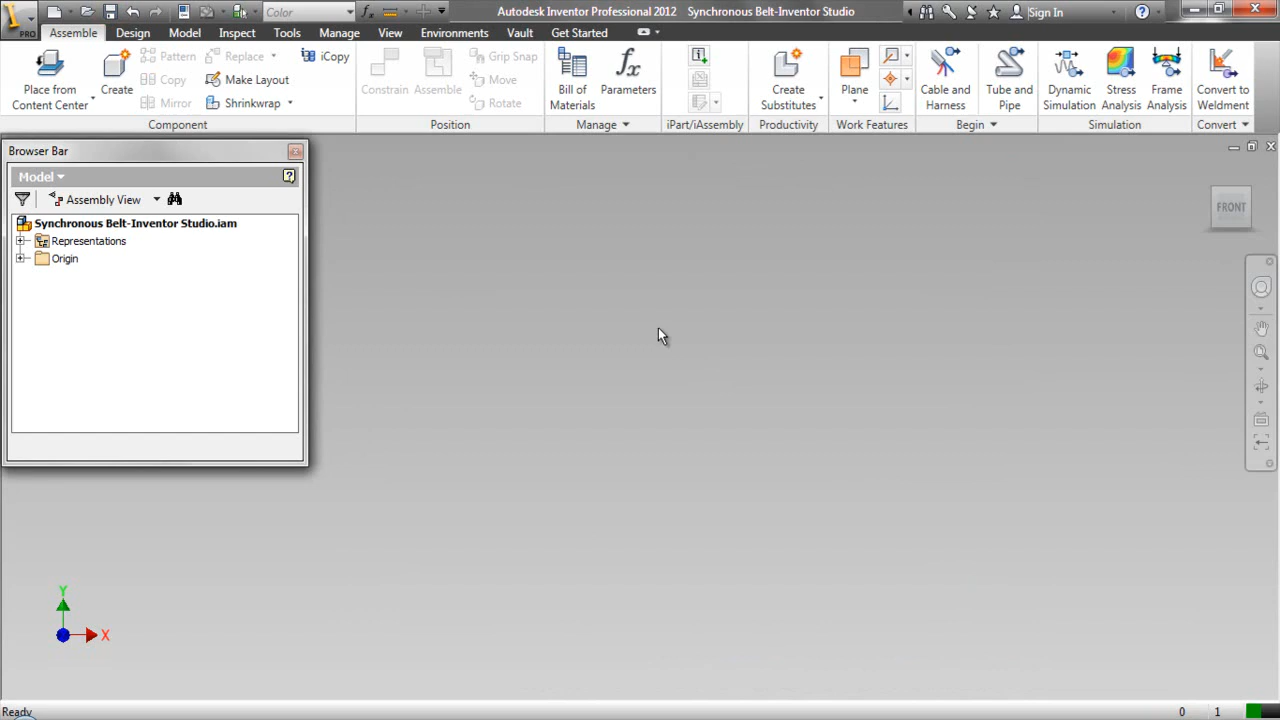 Color
Autodesk Inventor Professional 2012 Synchronous Belt-Inventor Studio
Sign In
PRO
Assemble Design Model Inspect Tools Manage View Environments Vault Get Started
Place from Content Center
Create
Pattern
Copy
Mirror
Replace
Make Layout
Shrinkwrap
iCopy
Component
Constrain
Assemble
Grip Snap
Move
Rotate
Position
Bill of Materials
Parameters
Manage
iPart/iAssembly
Create Substitutes
Productivity
Plane
Work Features
Cable and Harness
Tube and Pipe
Begin
Dynamic Simulation
Stress Analysis
Frame Analysis
Simulation
Convert to Weldment
Convert
Browser Bar
Model
Assembly View
Synchronous Belt-Inventor Studio.iam
Representations
Origin
FRONT
Y
X
Ready
0 1